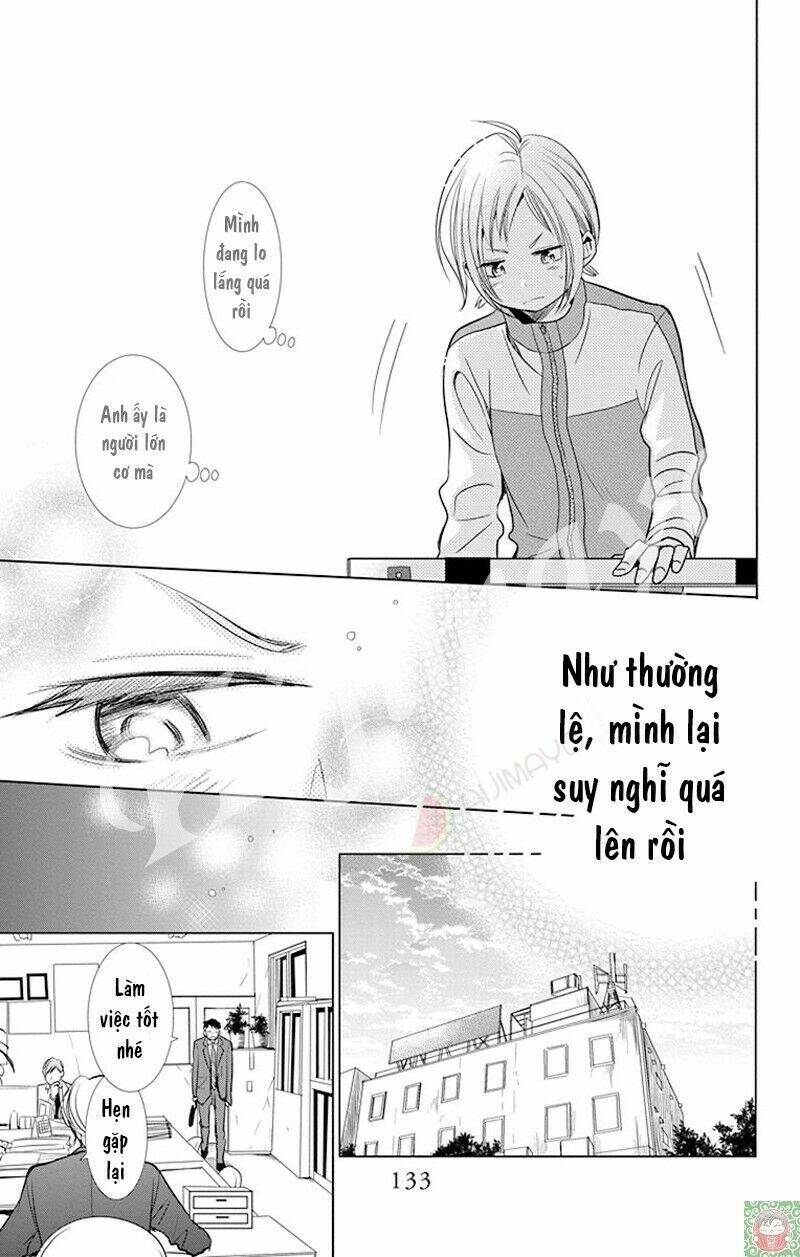 Mình
đang lo
lắng quá
rồi
Anh ấy là
người lớn
cơ mà
Như thường
lệ, mình lại
suy nghĩ quá
lên rồi
Làm
việc tốt
nhé
Hẹn
gặp
lại
133